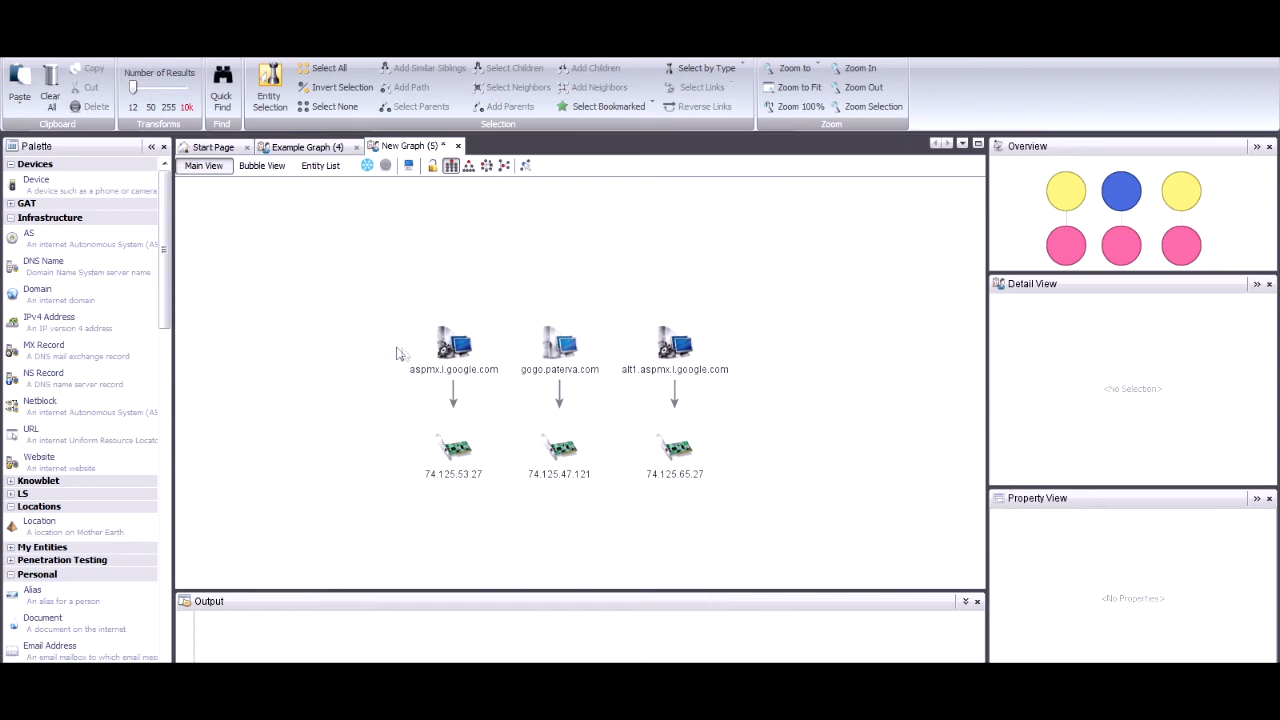 Copy
Cut
Delete
Paste
Clear
All
Clipboard
Number of Results
12 50 255 10k
Transforms
Quick
Find
Find
Entity
Selection
Select All
Invert Selection
Select None
Add Similar Siblings
Add Path
Select Parents
Select Children
Select Neighbors
Add Parents
Add Children
Add Neighbors
Select Bookmarked
Select by Type
Select Links
Reverse Links
Selection
Zoom to
Zoom to Fit
Zoom 100%
Zoom In
Zoom Out
Zoom Selection
Zoom
Palette
Devices
Device
A device such as a phone or camera
GAT
Infrastructure
AS
An internet Autonomous System (AS
DNS Name
Domain Name System server name
Domain
An internet domain
IPv4 Address
An IP version 4 address
MX Record
A DNS mail exchange record
NS Record
A DNS name server record
Netblock
An internet Autonomous System (AS
URL
An internet Uniform Resource Locato
Website
An internet website
Knowblet
LS
Locations
Location
A location on Mother Earth
My Entities
Penetration Testing
Personal
Alias
An alias for a person
Document
A document on the internet
Email Address
An email mailbox to which email mess
Start Page
Example Graph (4)
New Graph (5) *
Main View
Bubble View
Entity List
aspmx.l.google.com
gogo.paterva.com
alt1.aspmx.l.google.com
74.125.53.27
74.125.47.121
74.125.65.27
Output
Overview
Detail View
<No Selection>
Property View
<No Properties>